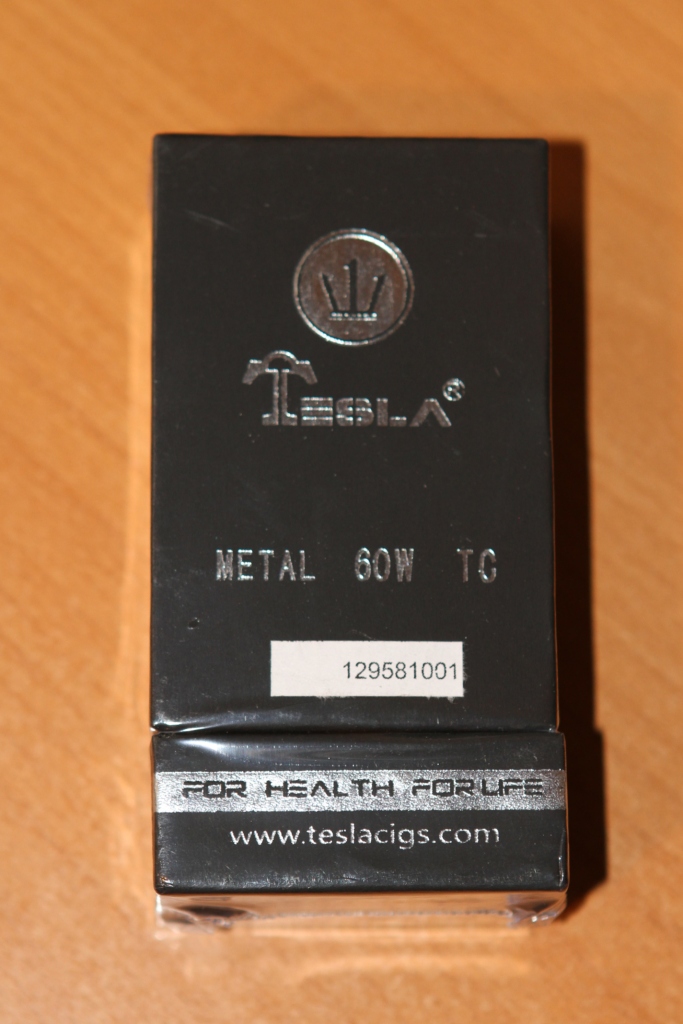 TESLA®
METAL 60W TC
129581001
FOR HEALTH FOR LIFE
www.teslacigs.com